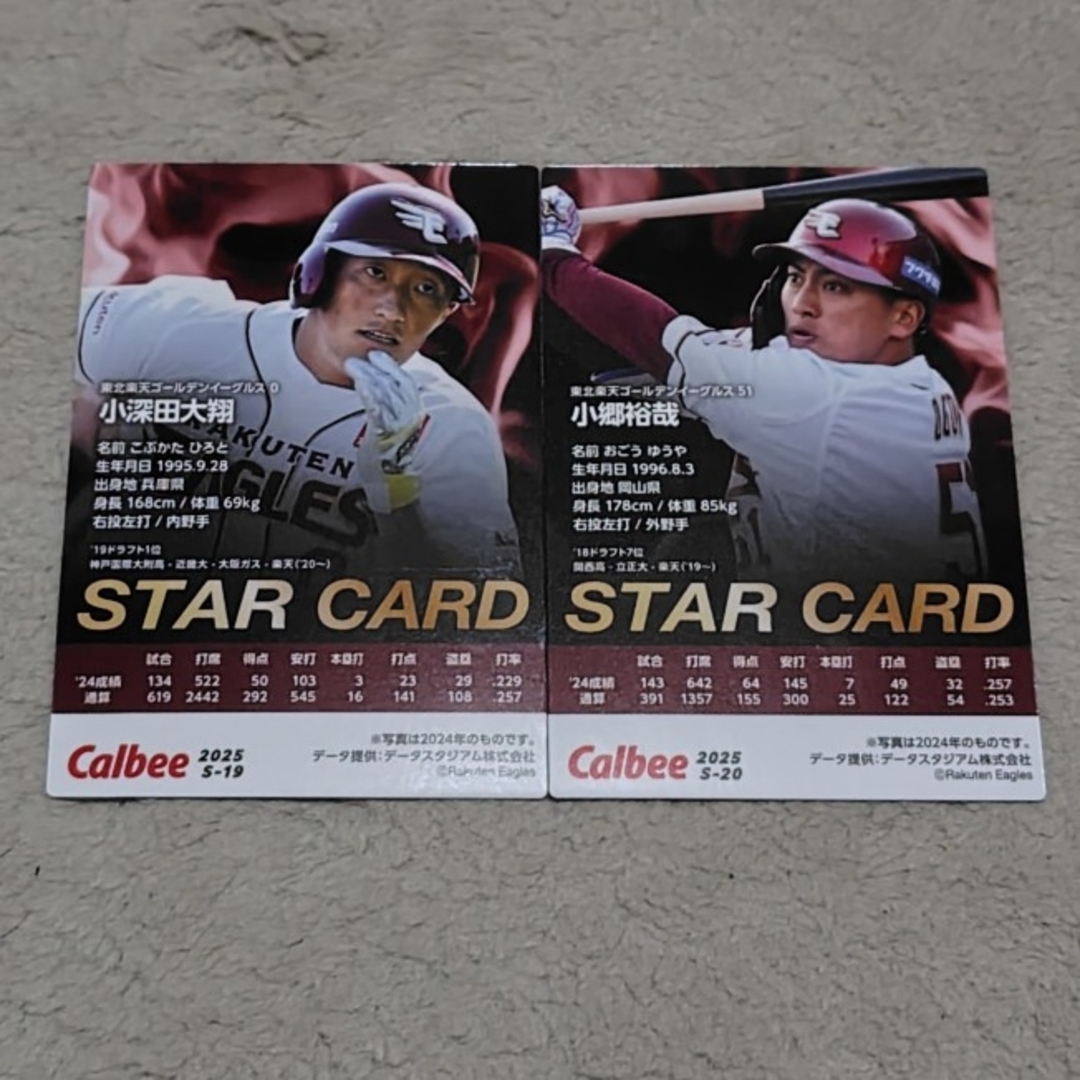 kuten
RAKUTEN
EAGLES
東北楽天ゴールデンイーグルス 0
小深田大翔
名前 こぶかた ひろと
生年月日 1995.9.28
出身地 兵庫県
身長 168cm / 体重 69kg
右投左打 / 内野手
'19ドラフト1位
神戸国際大附高・近畿大・大阪ガス・楽天('20〜)
STAR CARD
試合 打席 得点 安打 本塁打 打点 盗塁 打率
'24成績 134 522 50 103 3 23 29 .229
通算 619 2442 292 545 16 141 108 .257
Calbee 2025
S-19
※写真は2024年のものです。
データ提供:データスタジアム株式会社
©Rakuten Eagles
東北楽天ゴールデンイーグルス 51
小郷裕哉
名前 おごう ゆうや
生年月日 1996.8.3
出身地 岡山県
身長 178cm / 体重 85kg
右投左打 / 外野手
'18ドラフト7位
関西高・立正大・楽天('19〜)
STAR CARD
試合 打席 得点 安打 本塁打 打点 盗塁 打率
'24成績 143 642 64 145 7 49 32 .257
通算 391 1357 155 300 25 122 54 .253
Calbee 2025
S-20
※写真は2024年のものです。
データ提供:データスタジアム株式会社
©Rakuten Eagles